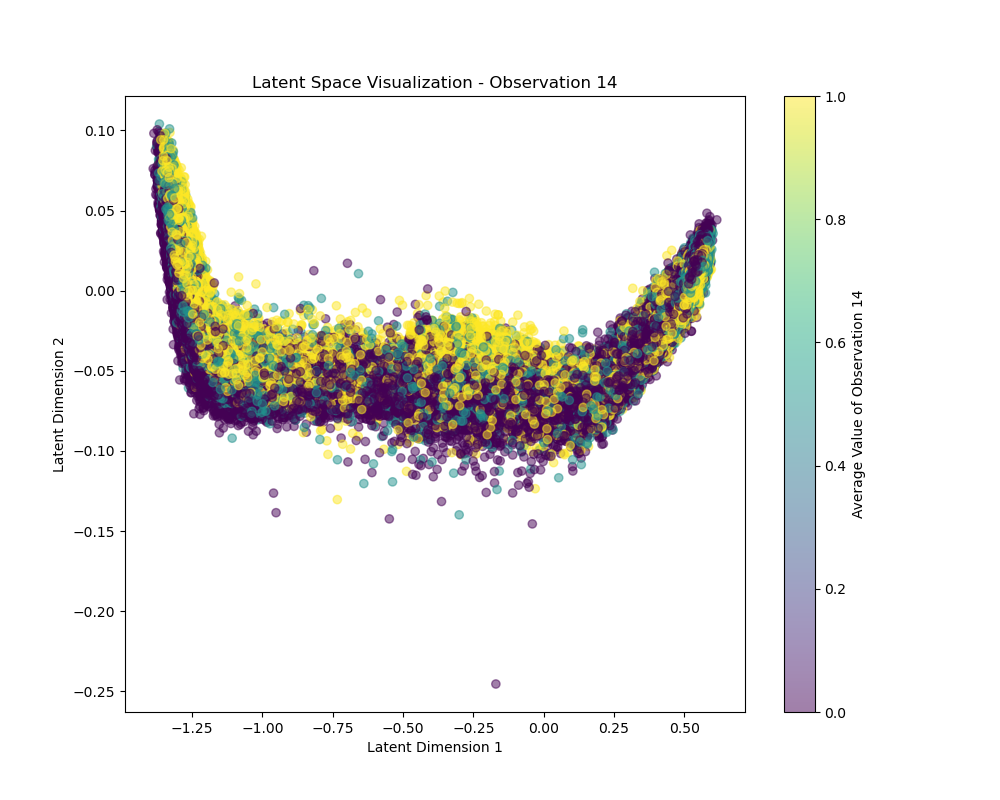 Latent Space Visualization - Observation 14
0.10
0.05
0.00
−0.05
−0.10
−0.15
−0.20
−0.25
Latent Dimension 2
−1.25 −1.00 −0.75 −0.50 −0.25 0.00 0.25 0.50
Latent Dimension 1
1.0
0.8
0.6
0.4
0.2
0.0
Average Value of Observation 14